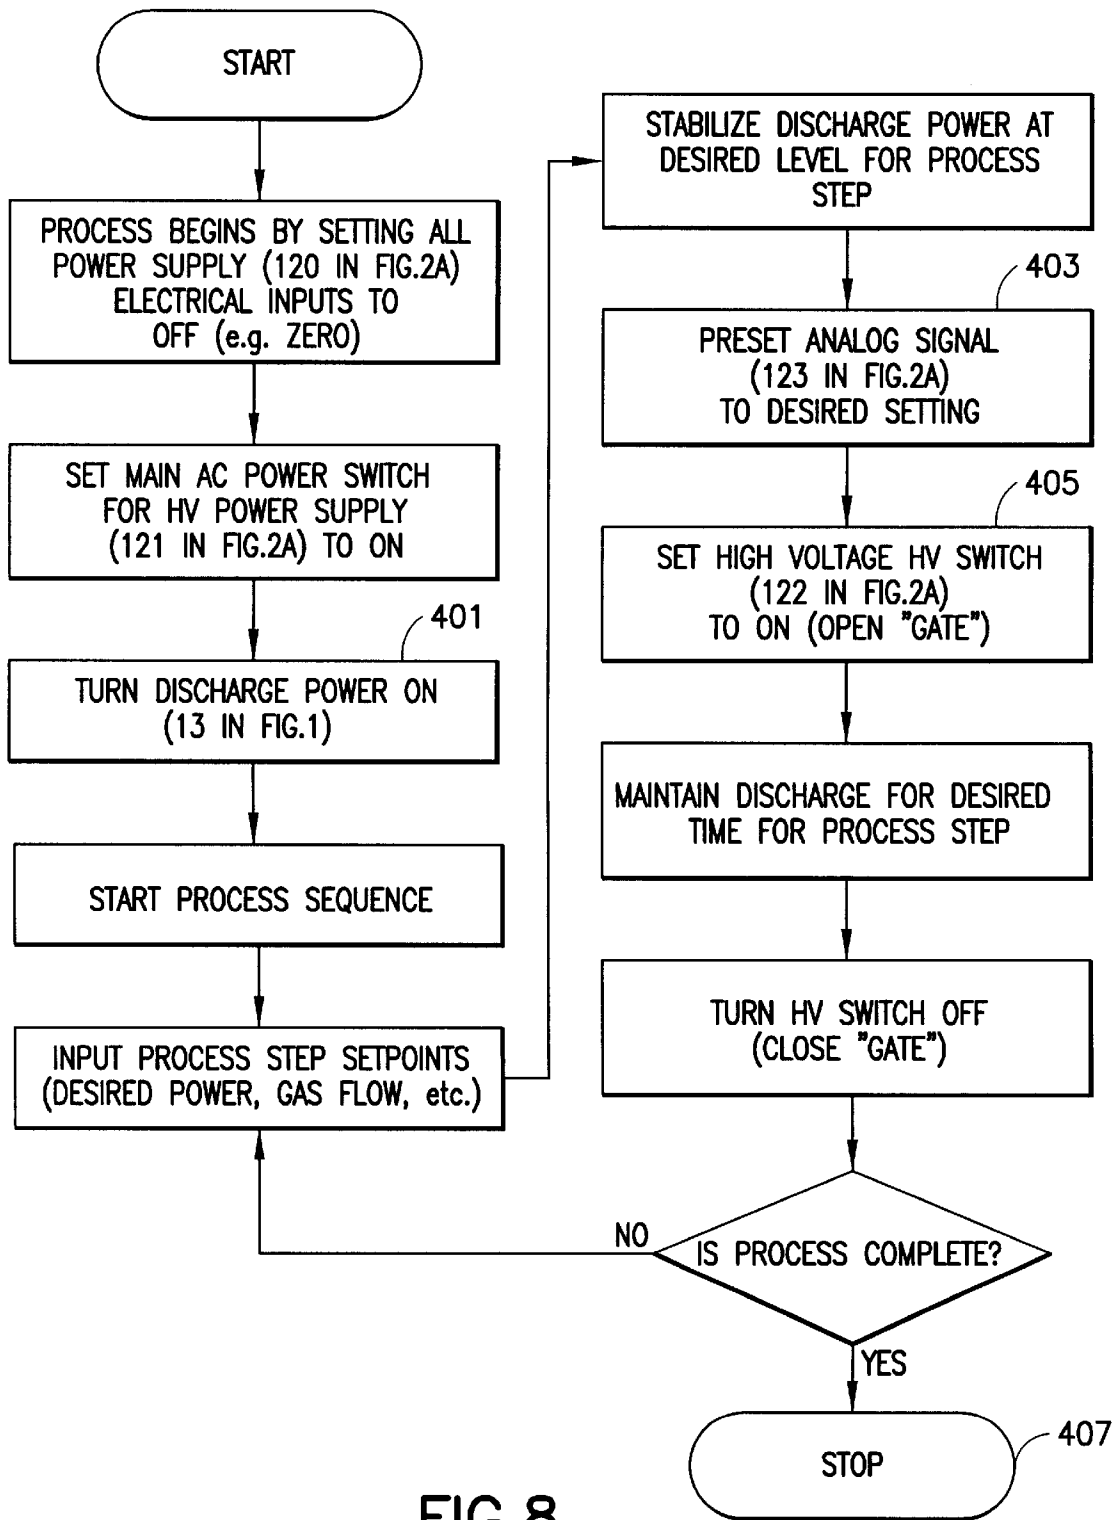 START
PROCESS BEGINS BY SETTING ALL
POWER SUPPLY (120 IN FIG.2A)
ELECTRICAL INPUTS TO
OFF (e.g. ZERO)
SET MAIN AC POWER SWITCH
FOR HV POWER SUPPLY
(121 IN FIG.2A) TO ON
401
TURN DISCHARGE POWER ON
(13 IN FIG.1)
START PROCESS SEQUENCE
INPUT PROCESS STEP SETPOINTS
(DESIRED POWER, GAS FLOW, etc.)
STABILIZE DISCHARGE POWER AT
DESIRED LEVEL FOR PROCESS
STEP
403
PRESET ANALOG SIGNAL
(123 IN FIG.2A)
TO DESIRED SETTING
405
SET HIGH VOLTAGE HV SWITCH
(122 IN FIG.2A)
TO ON (OPEN "GATE")
MAINTAIN DISCHARGE FOR DESIRED
TIME FOR PROCESS STEP
TURN HV SWITCH OFF
(CLOSE "GATE")
NO
IS PROCESS COMPLETE?
YES
STOP
407
FIG.8